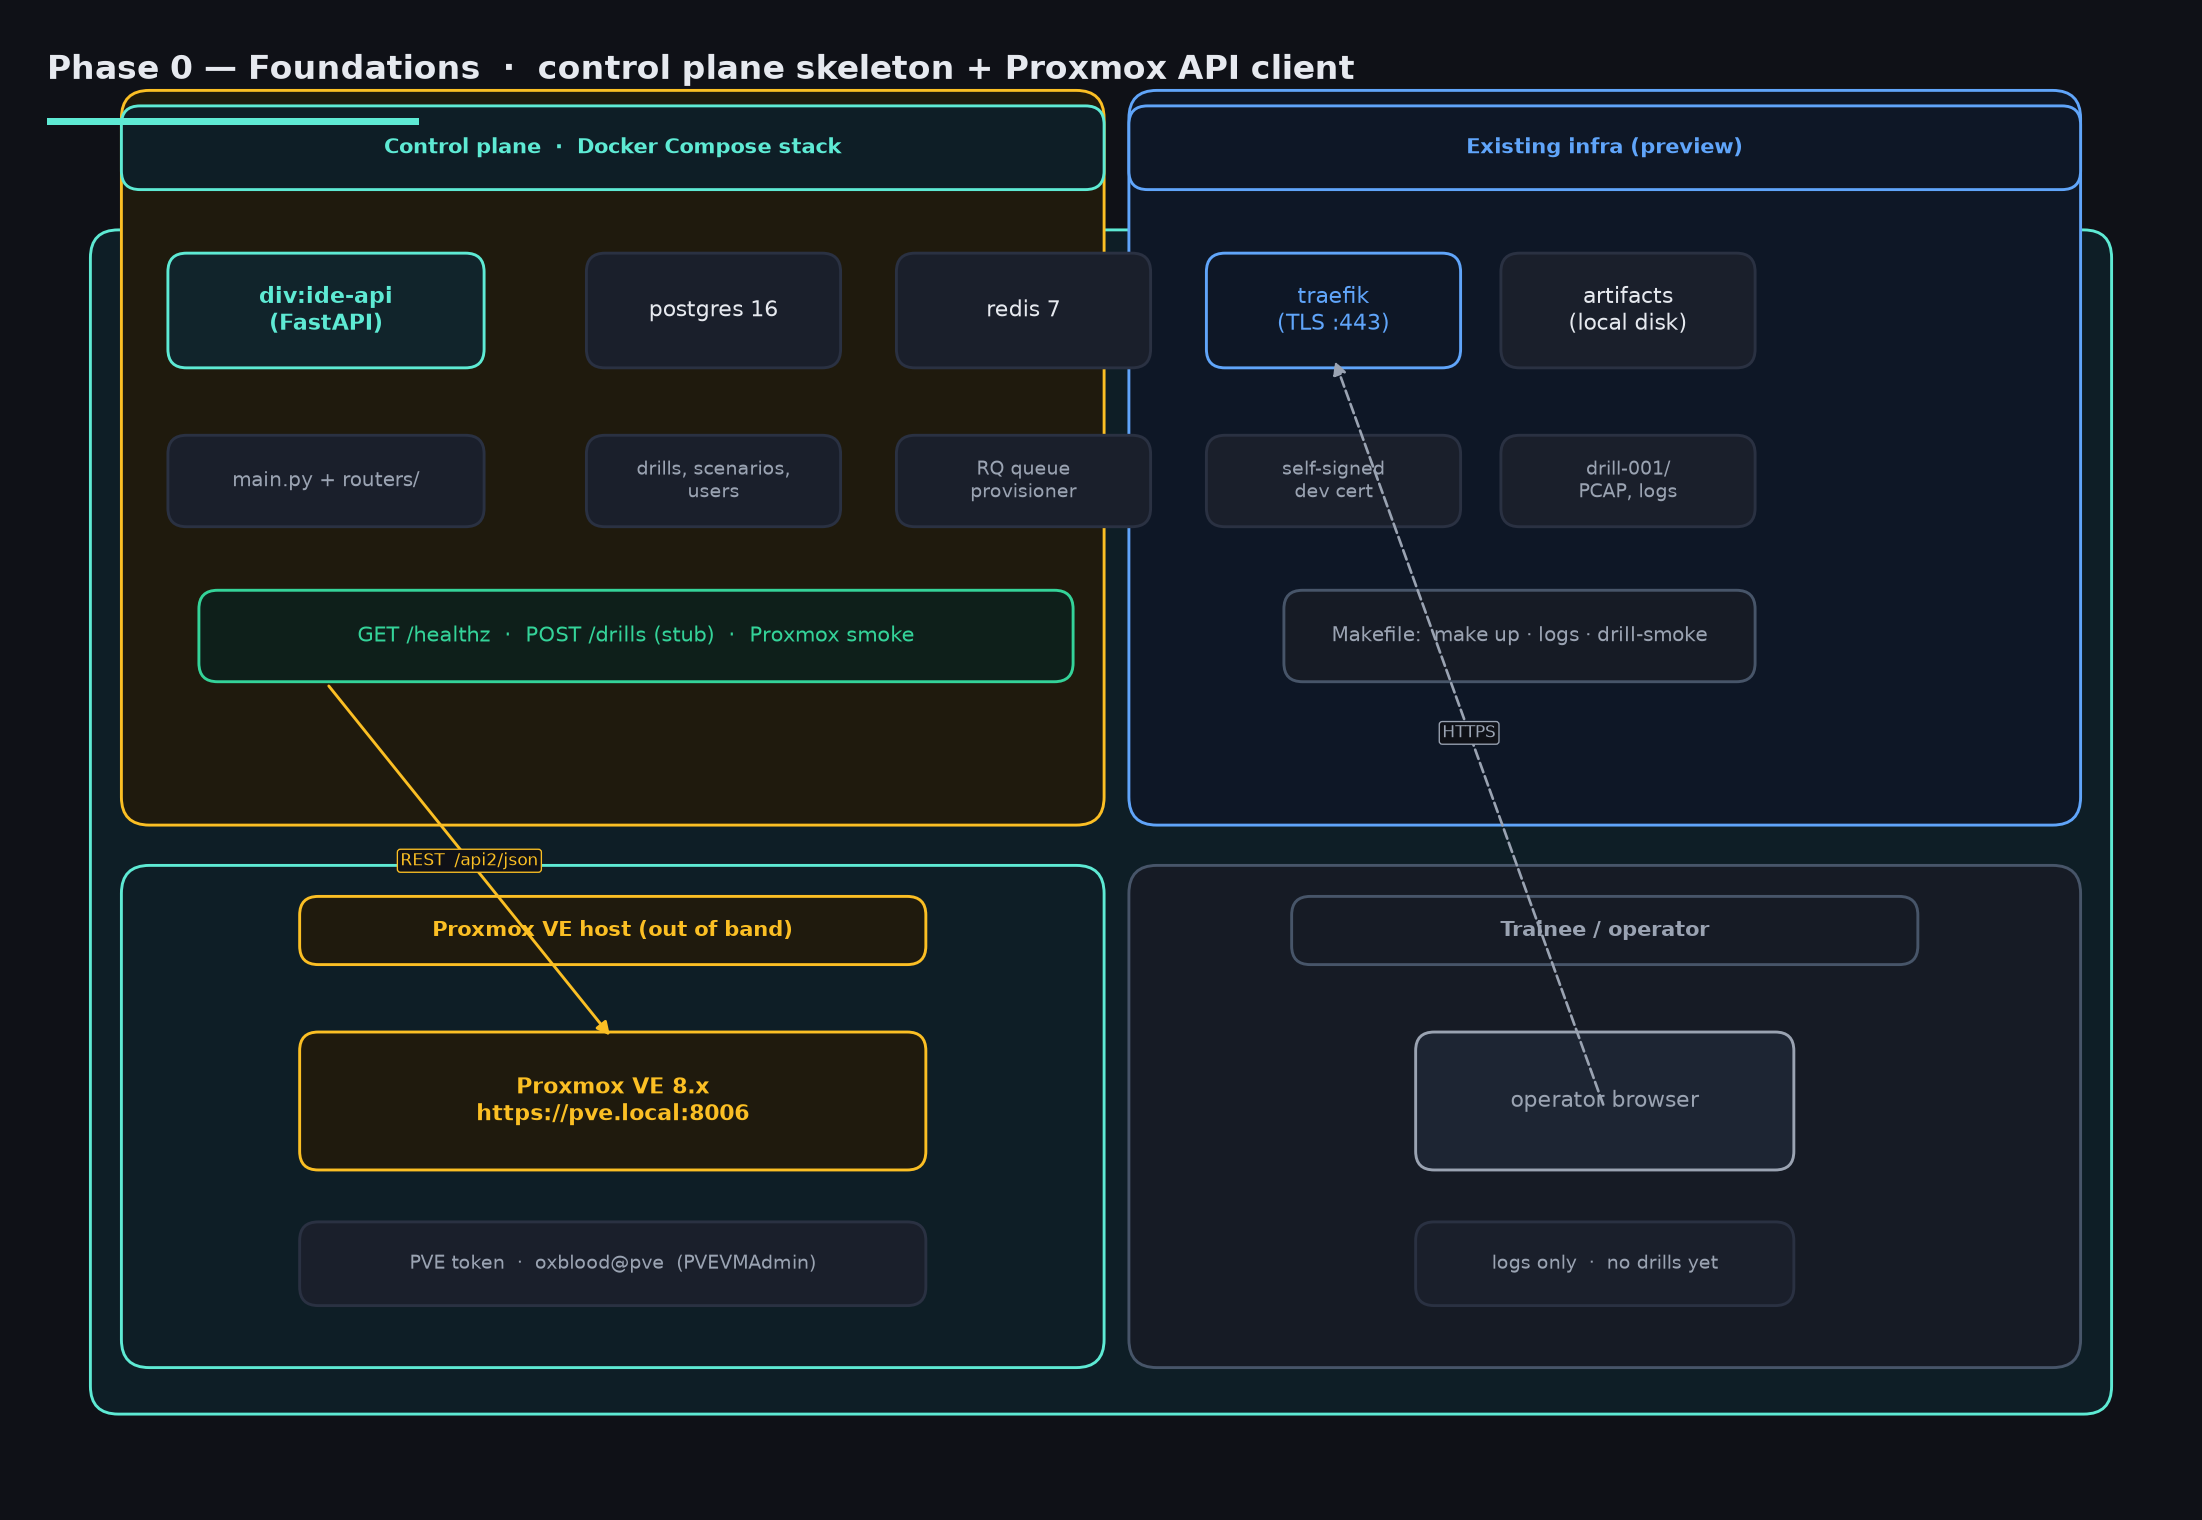 Phase 0 — Foundations · control plane skeleton + Proxmox API client
Control plane · Docker Compose stack
Existing infra (preview)
div:ide-api
(FastAPI)
postgres 16
redis 7
traefik
(TLS :443)
artifacts
(local disk)
main.py + routers/
drills, scenarios,
users
RQ queue
provisioner
self-signed
dev cert
drill-001/
PCAP, logs
GET /healthz · POST /drills (stub) · Proxmox smoke
Makefile: make up · logs · drill-smoke
HTTPS
REST /api2/json
Proxmox VE host (out of band)
Trainee / operator
Proxmox VE 8.x
https://pve.local:8006
operator browser
PVE token · oxblood@pve (PVEVMAdmin)
logs only · no drills yet